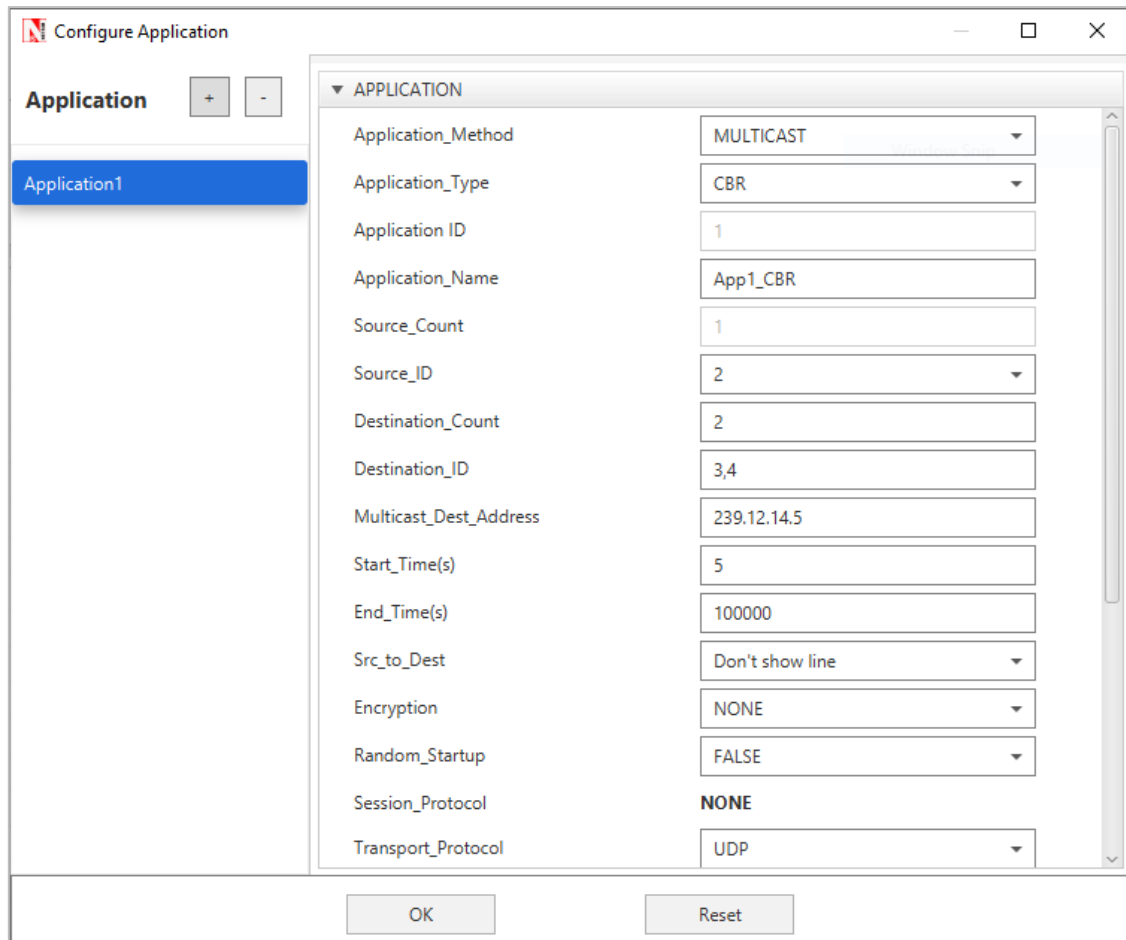 Configure Application
Application + -
Application1
APPLICATION
Application_Method MULTICAST
Window Snip
Application_Type CBR
Application ID 1
Application_Name App1_CBR
Source_Count 1
Source_ID 2
Destination_Count 2
Destination_ID 3,4
Multicast_Dest_Address 239.12.14.5
Start_Time(s) 5
End_Time(s) 100000
Src_to_Dest Don't show line
Encryption NONE
Random_Startup FALSE
Session_Protocol NONE
Transport_Protocol UDP
OK Reset